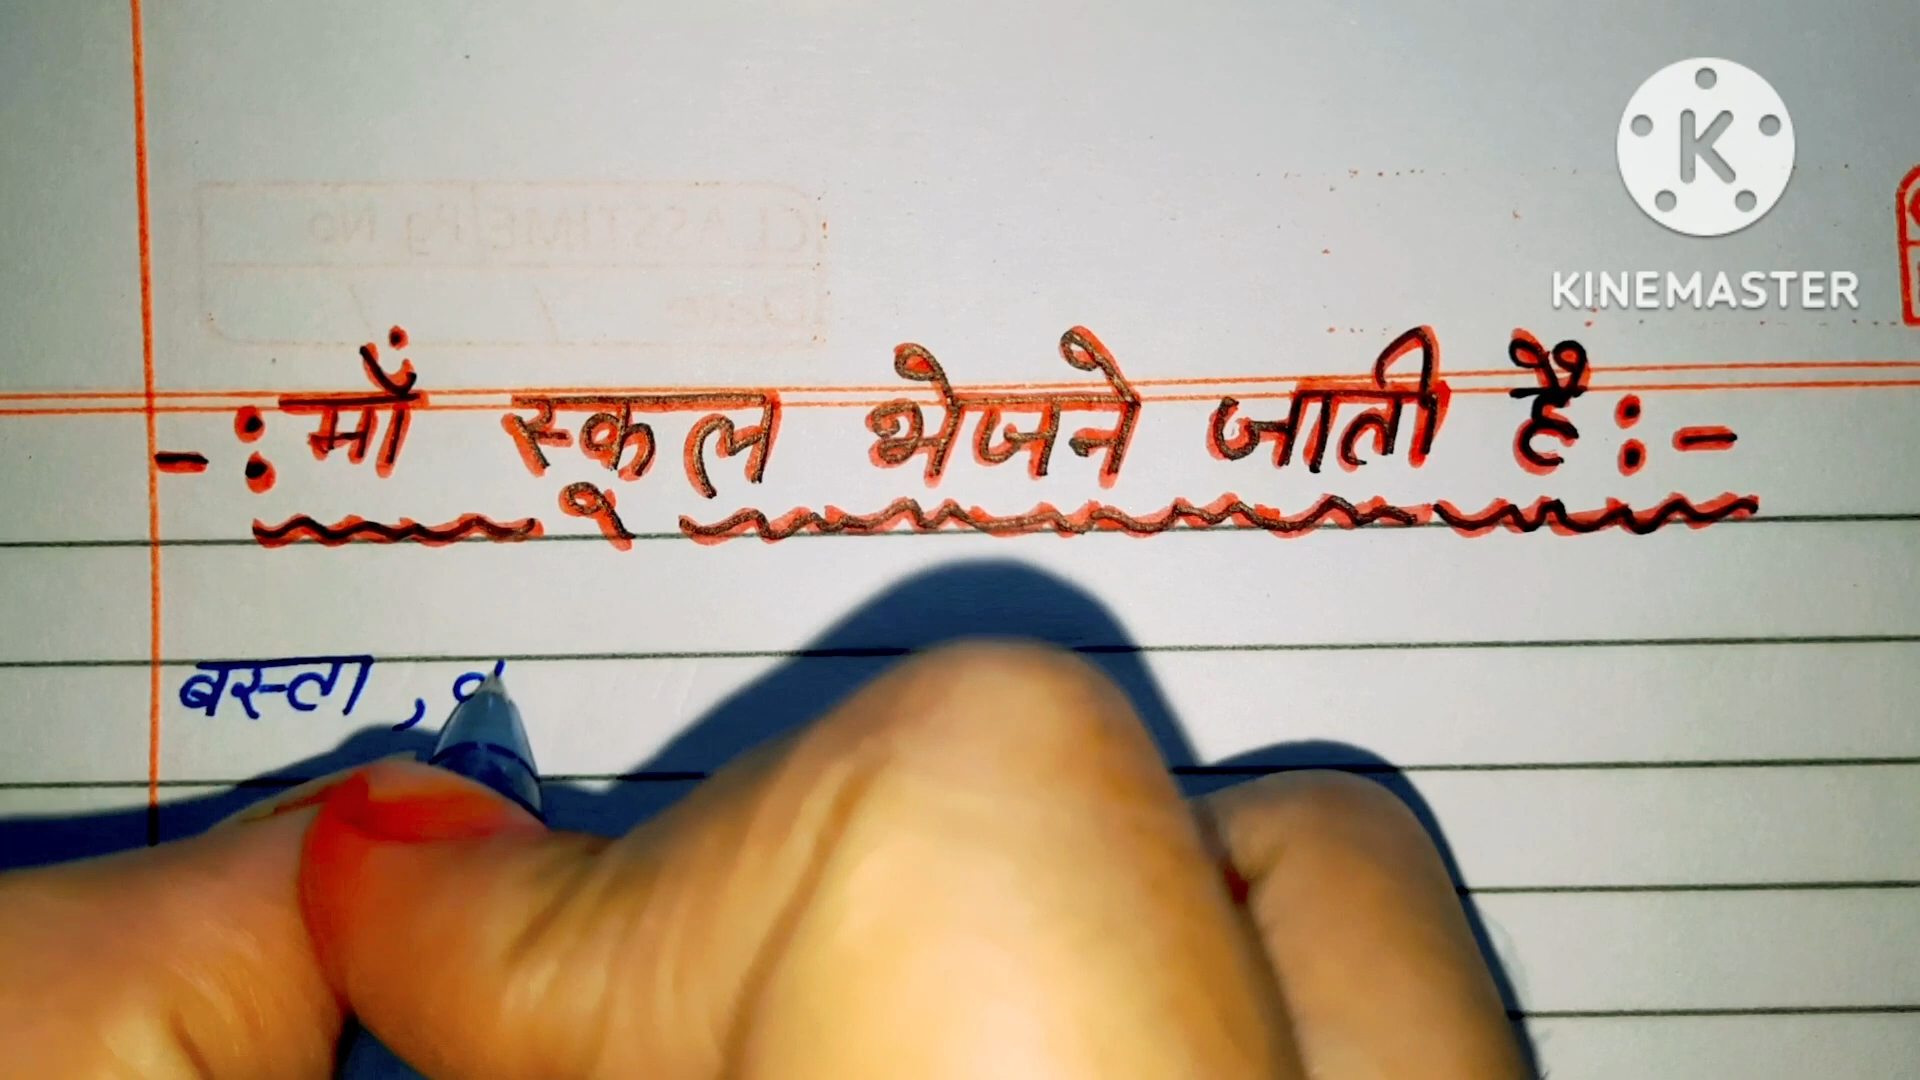 KINEMASTER
-: माँ स्कूल भेजने जाती है :-
बस्ता ,